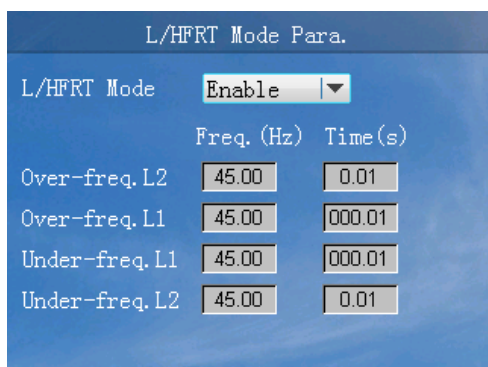 L/HFRT Mode Para.
L/HFRT Mode Enable
Freq.(Hz) Time(s)
Over-freq.L2 45.00 0.01
Over-freq.L1 45.00 000.01
Under-freq.L1 45.00 000.01
Under-freq.L2 45.00 0.01